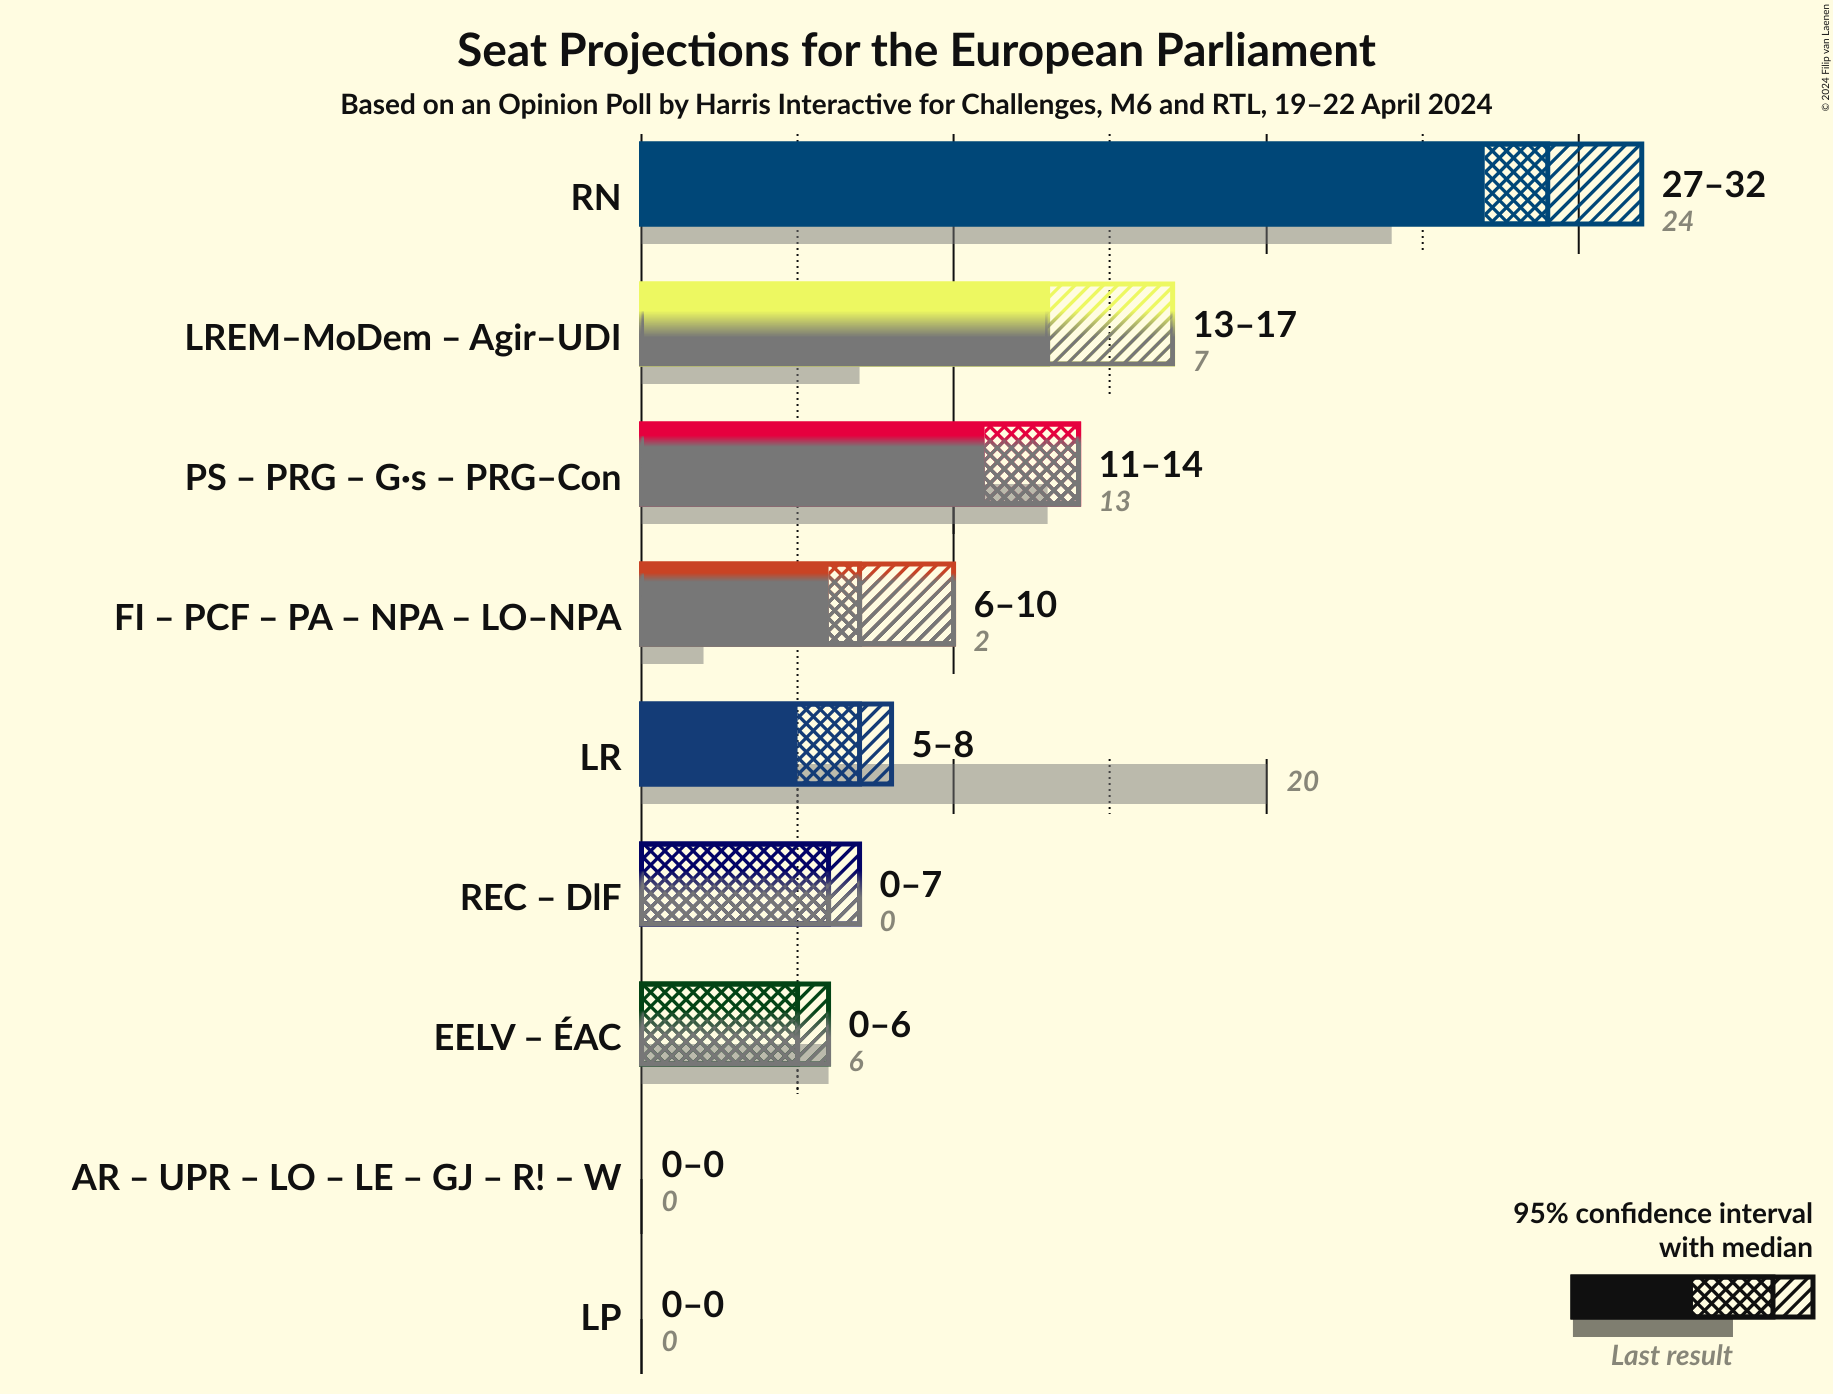 Seat Projections for the European Parliament
Based on an Opinion Poll by Harris Interactive for Challenges, M6 and RTL, 19–22 April 2024
© 2024 Filip van Laenen
RN
27–32
24
LREM–MoDem – Agir–UDI
13–17
7
PS – PRG – G·s – PRG–Con
11–14
13
FI – PCF – PA – NPA – LO–NPA
6–10
2
LR
5–8
20
REC – DlF
0–7
0
EELV – ÉAC
0–6
6
AR – UPR – LO – LE – GJ – R! – W
0–0
0
LP
0–0
0
95% confidence interval
with median
Last result